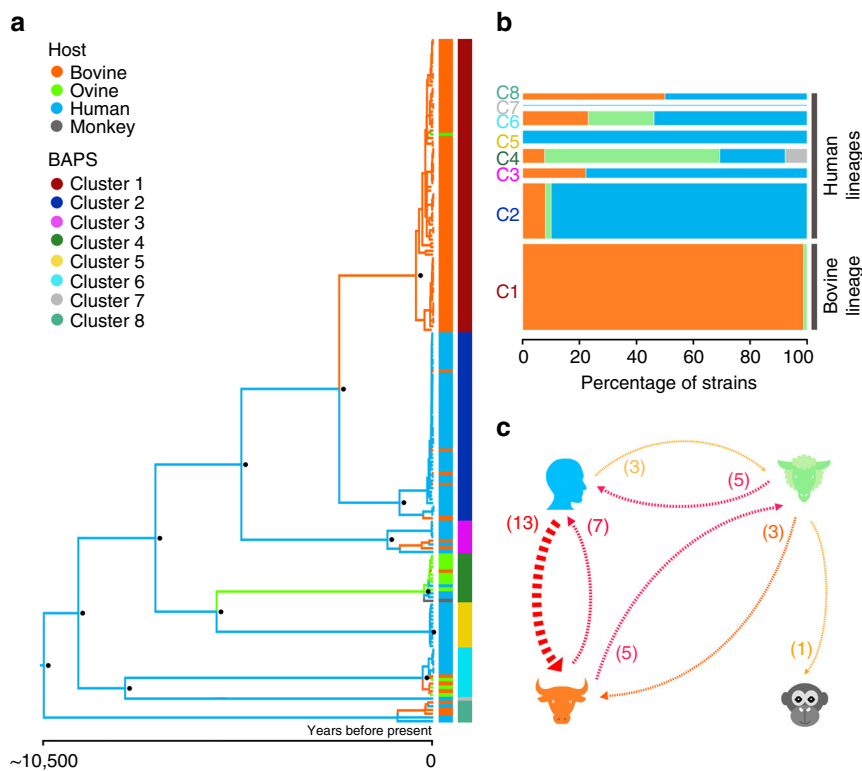 a
Host
Bovine
Ovine
Human
Monkey
BAPS
Cluster 1
Cluster 2
Cluster 3
Cluster 4
Cluster 5
Cluster 6
Cluster 7
Cluster 8
Years before present
~10,500
0
b
C8
C7
C6
C5
C4
C3
C2
C1
Human
lineages
Bovine
lineage
0 20 40 60 80 100
Percentage of strains
c
(3)
(5)
(13)
(7)
(3)
(5)
(1)